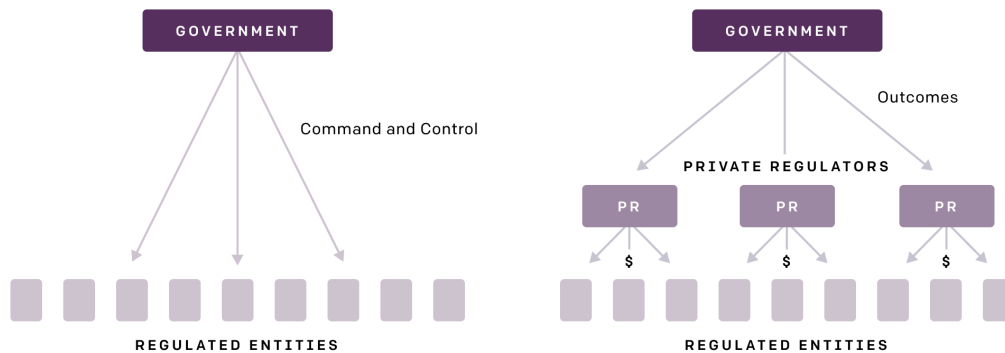 GOVERNMENT
Command and Control
REGULATED ENTITIES
GOVERNMENT
Outcomes
PRIVATE REGULATORS
PR
PR
PR
$
$
$
REGULATED ENTITIES